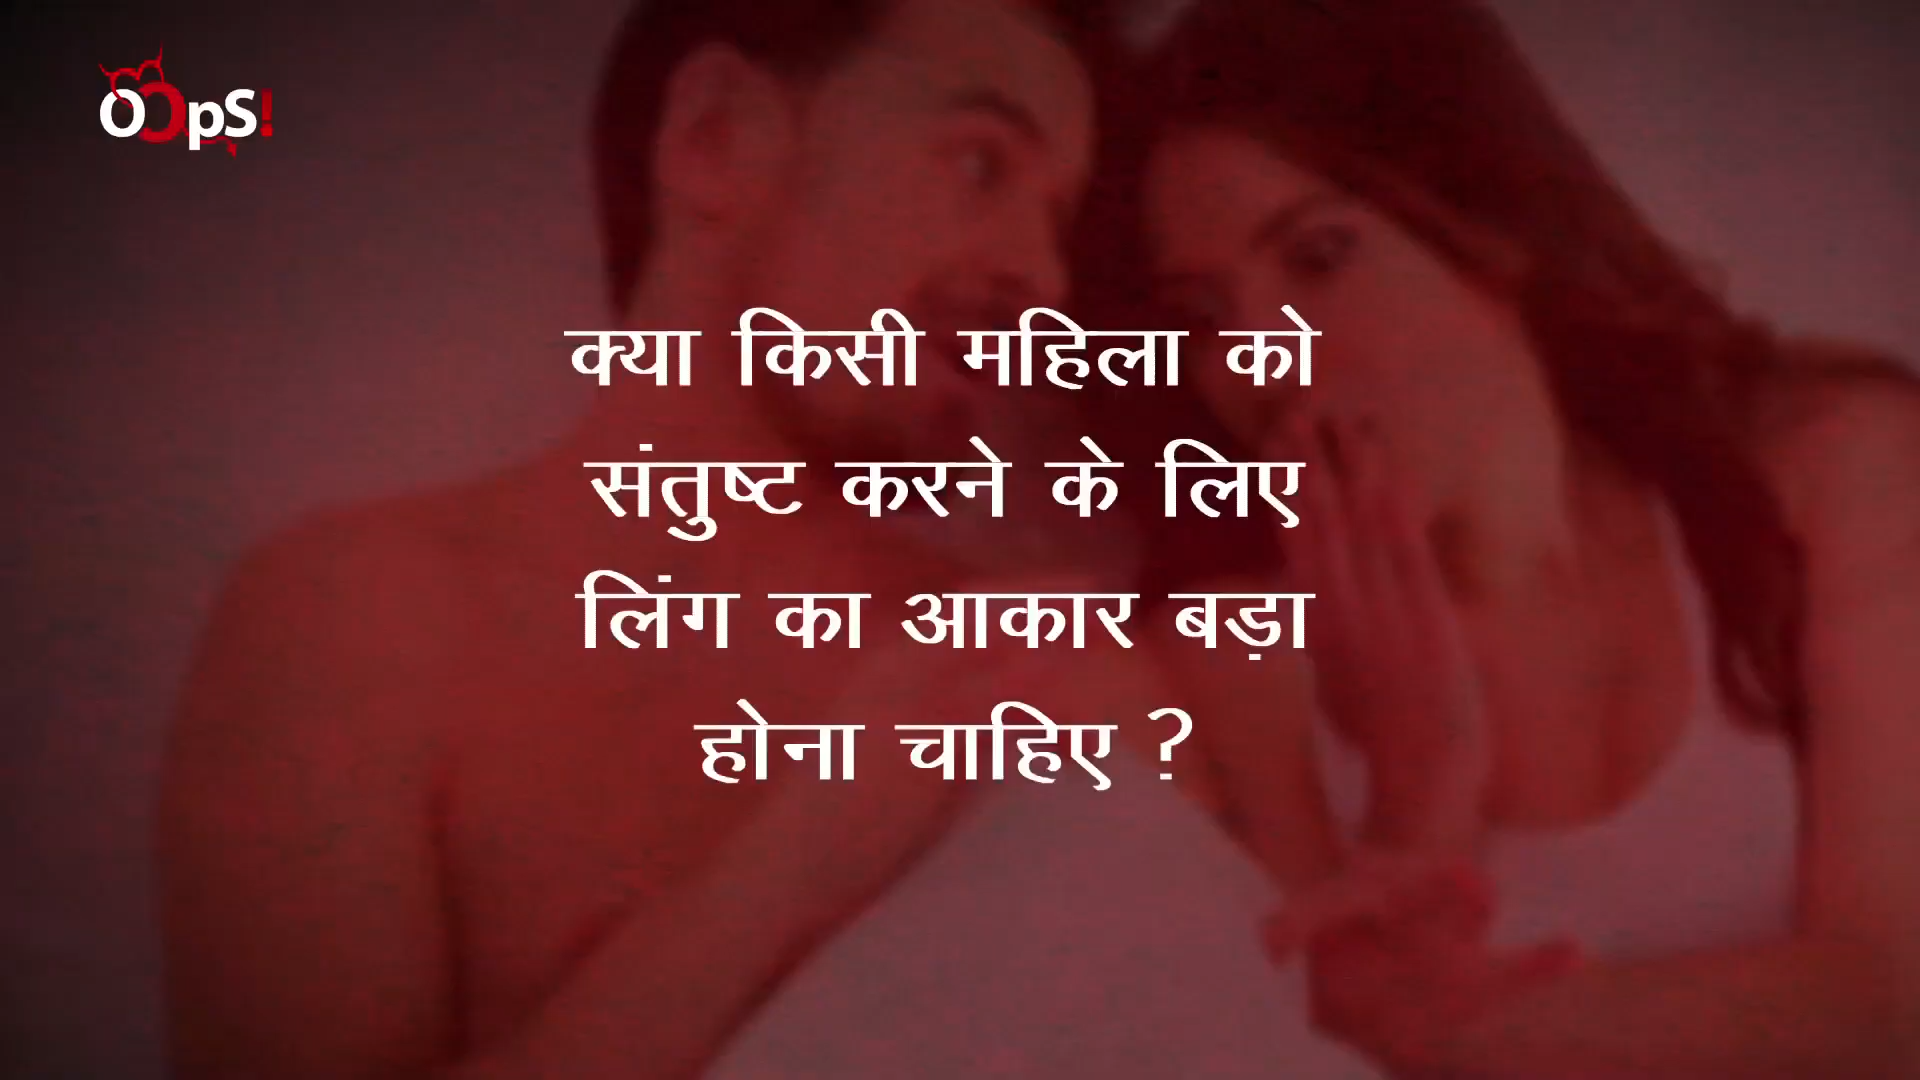 OOpS!
क्या किसी महिला को
संतुष्ट करने के लिए
लिंग का आकार बड़ा
होना चाहिए ?